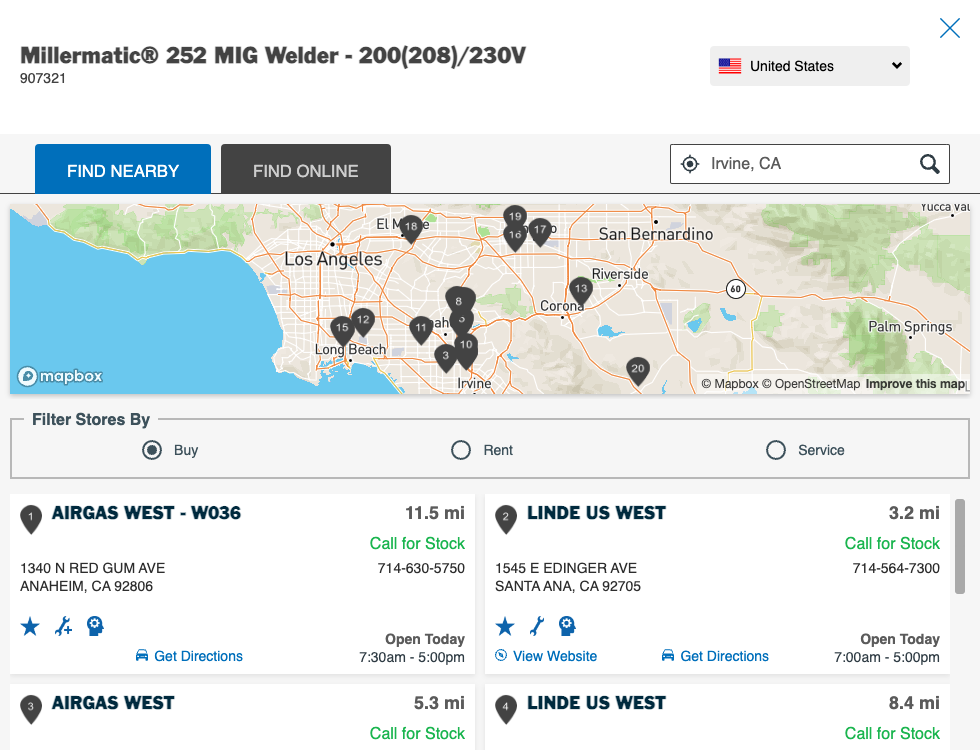 Millermatic® 252 MIG Welder - 200(208)/230V
907321
United States
FIND NEARBY
FIND ONLINE
Irvine, CA
Yucca Val
19
18
17
16
San Bernardino
Los Angeles
Riverside
13
60
8
Corona
12
15
11
Palm Springs
Long Beach
10
3
20
Irvine
mapbox
© Mapbox © OpenStreetMap Improve this map
Filter Stores By
Buy
Rent
Service
1
AIRGAS WEST - W036
11.5 mi
Call for Stock
1340 N RED GUM AVE
714-630-5750
ANAHEIM, CA 92806
Open Today
Get Directions
7:30am - 5:00pm
2
LINDE US WEST
3.2 mi
Call for Stock
1545 E EDINGER AVE
714-564-7300
SANTA ANA, CA 92705
Open Today
View Website
Get Directions
7:00am - 5:00pm
3
AIRGAS WEST
5.3 mi
Call for Stock
4
LINDE US WEST
8.4 mi
Call for Stock